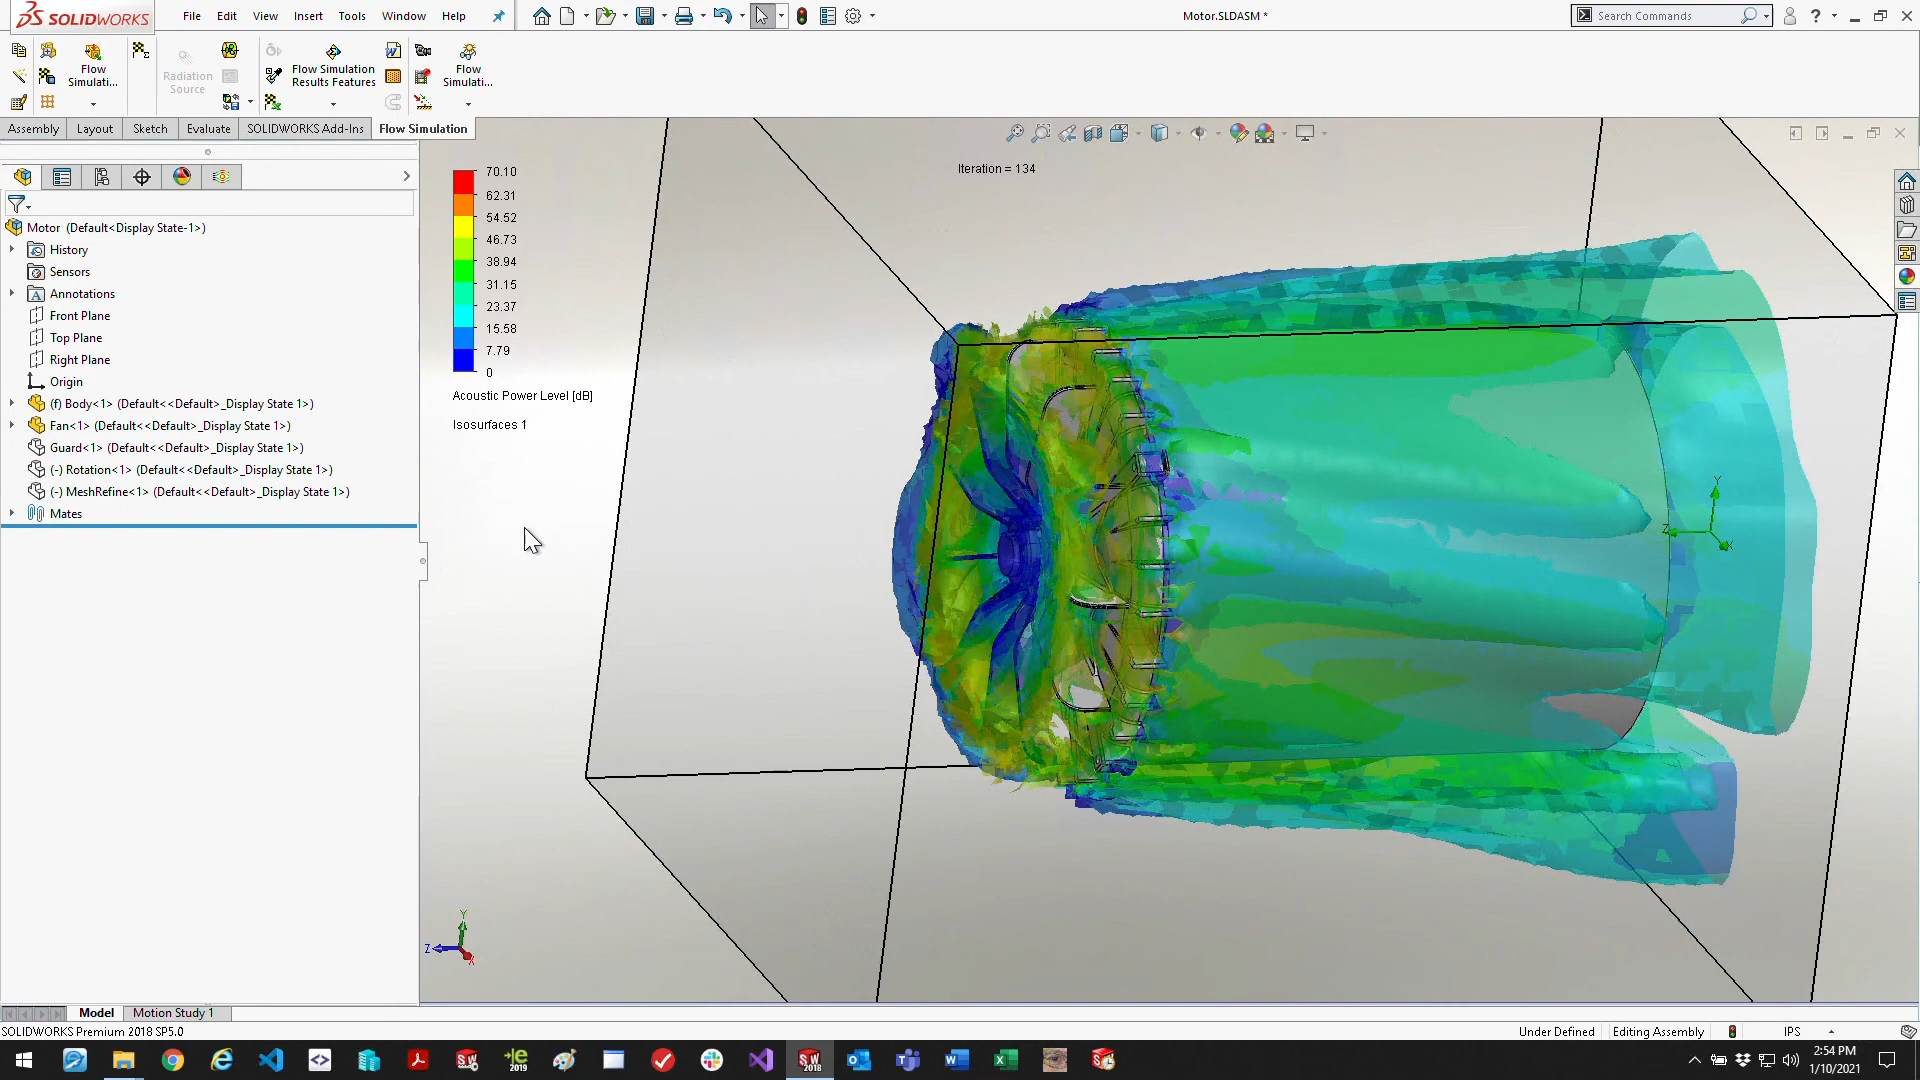 SOLIDWORKS
File Edit View Insert Tools Window Help
Motor.SLDASM *
Search Commands
?
Flow
Simulati...
Radiation
Source
Flow Simulation
Results Features
Flow
Simulati...
Assembly Layout Sketch Evaluate SOLIDWORKS Add-Ins Flow Simulation
Motor (Default<Display State-1>)
History
Sensors
Annotations
Front Plane
Top Plane
Right Plane
Origin
(f) Body<1> (Default<<Default>_Display State 1>)
Fan<1> (Default<<Default>_Display State 1>)
Guard<1> (Default<<Default>_Display State 1>)
(-) Rotation<1> (Default<<Default>_Display State 1>)
(-) MeshRefine<1> (Default<<Default>_Display State 1>)
Mates
70.10
62.31
54.52
46.73
38.94
31.15
23.37
15.58
7.79
0
Acoustic Power Level [dB]
Isosurfaces 1
Iteration = 134
Y
Z
X
Y
Z
X
Model Motion Study 1
SOLIDWORKS Premium 2018 SP5.0
Under Defined Editing Assembly IPS
2:54 PM
1/10/2021